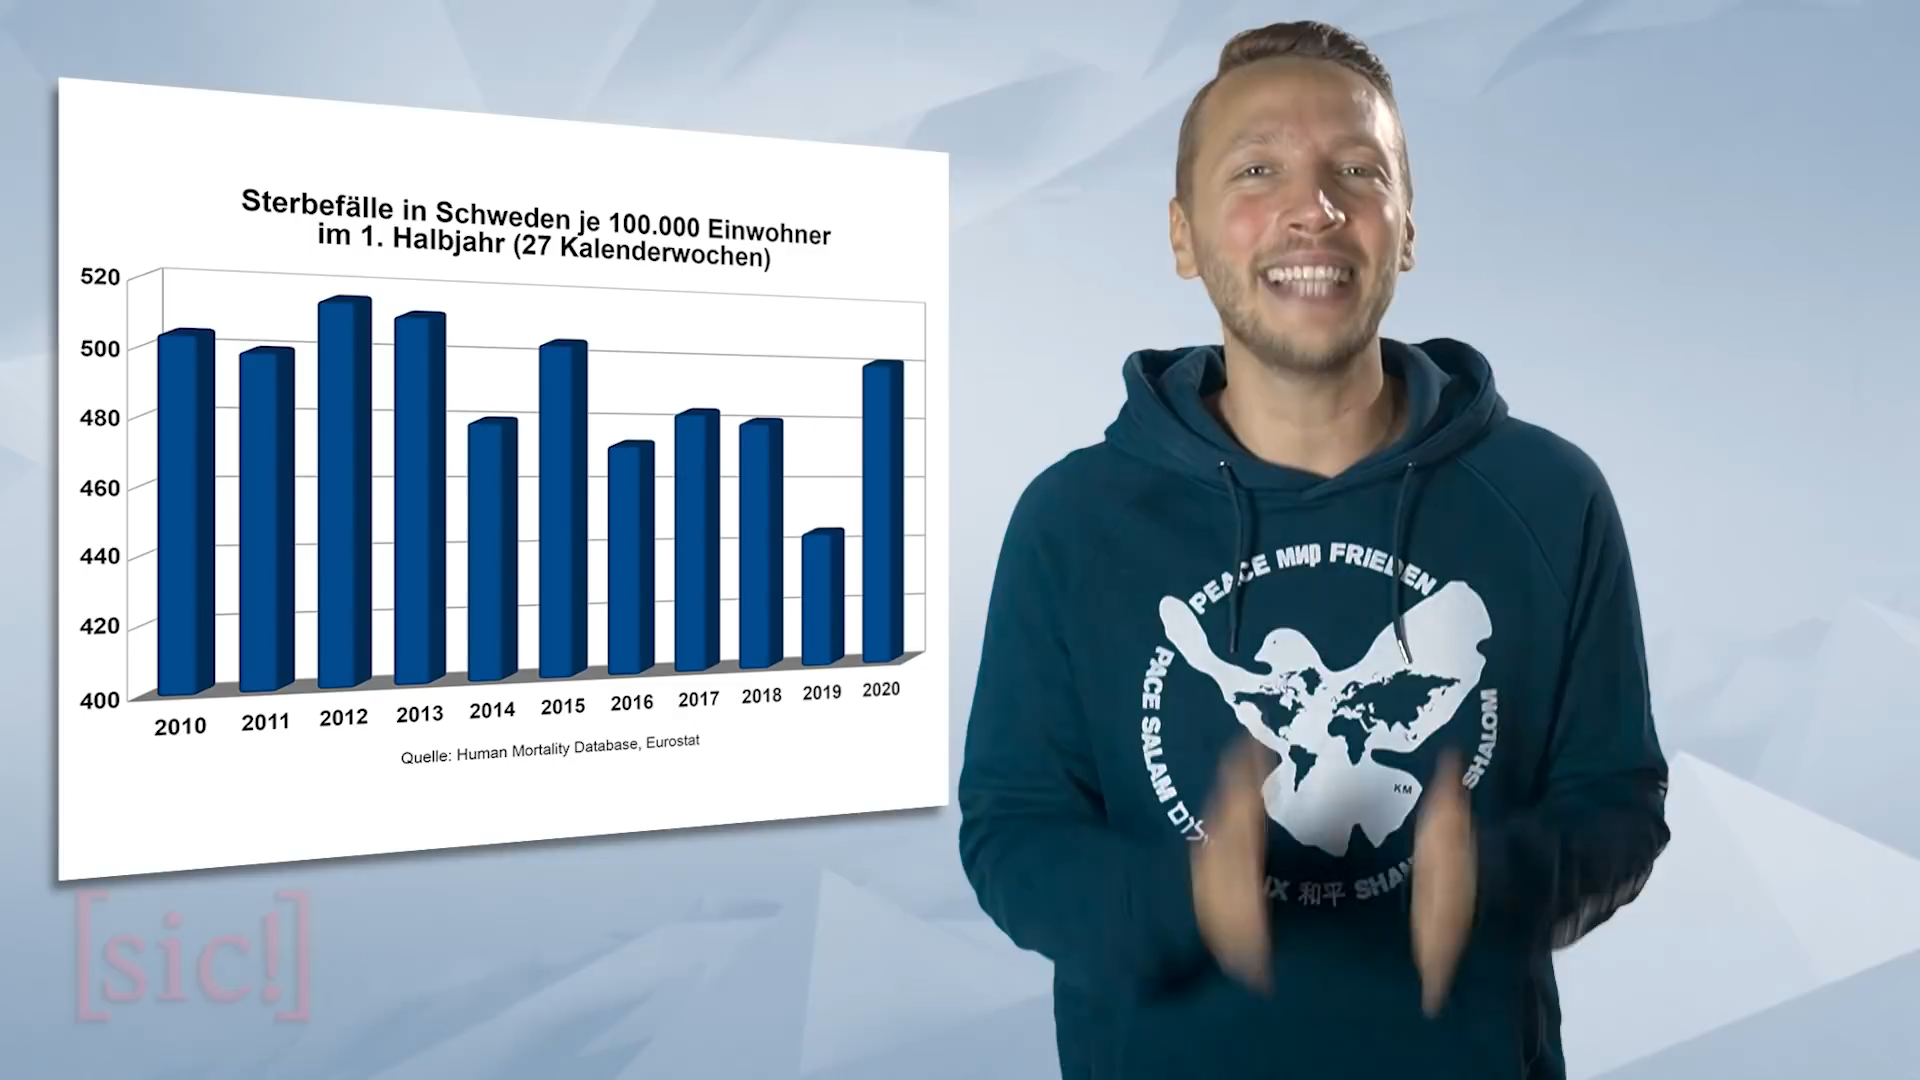 Sterbefälle in Schweden je 100.000 Einwohner
im 1. Halbjahr (27 Kalenderwochen)
520
500
480
460
440
420
400
2010 2011 2012 2013 2014 2015 2016 2017 2018 2019 2020
Quelle: Human Mortality Database, Eurostat
[sic!]
PEACE МИР FRIEDEN
PACE SALAM
SHALOM
KM
和平